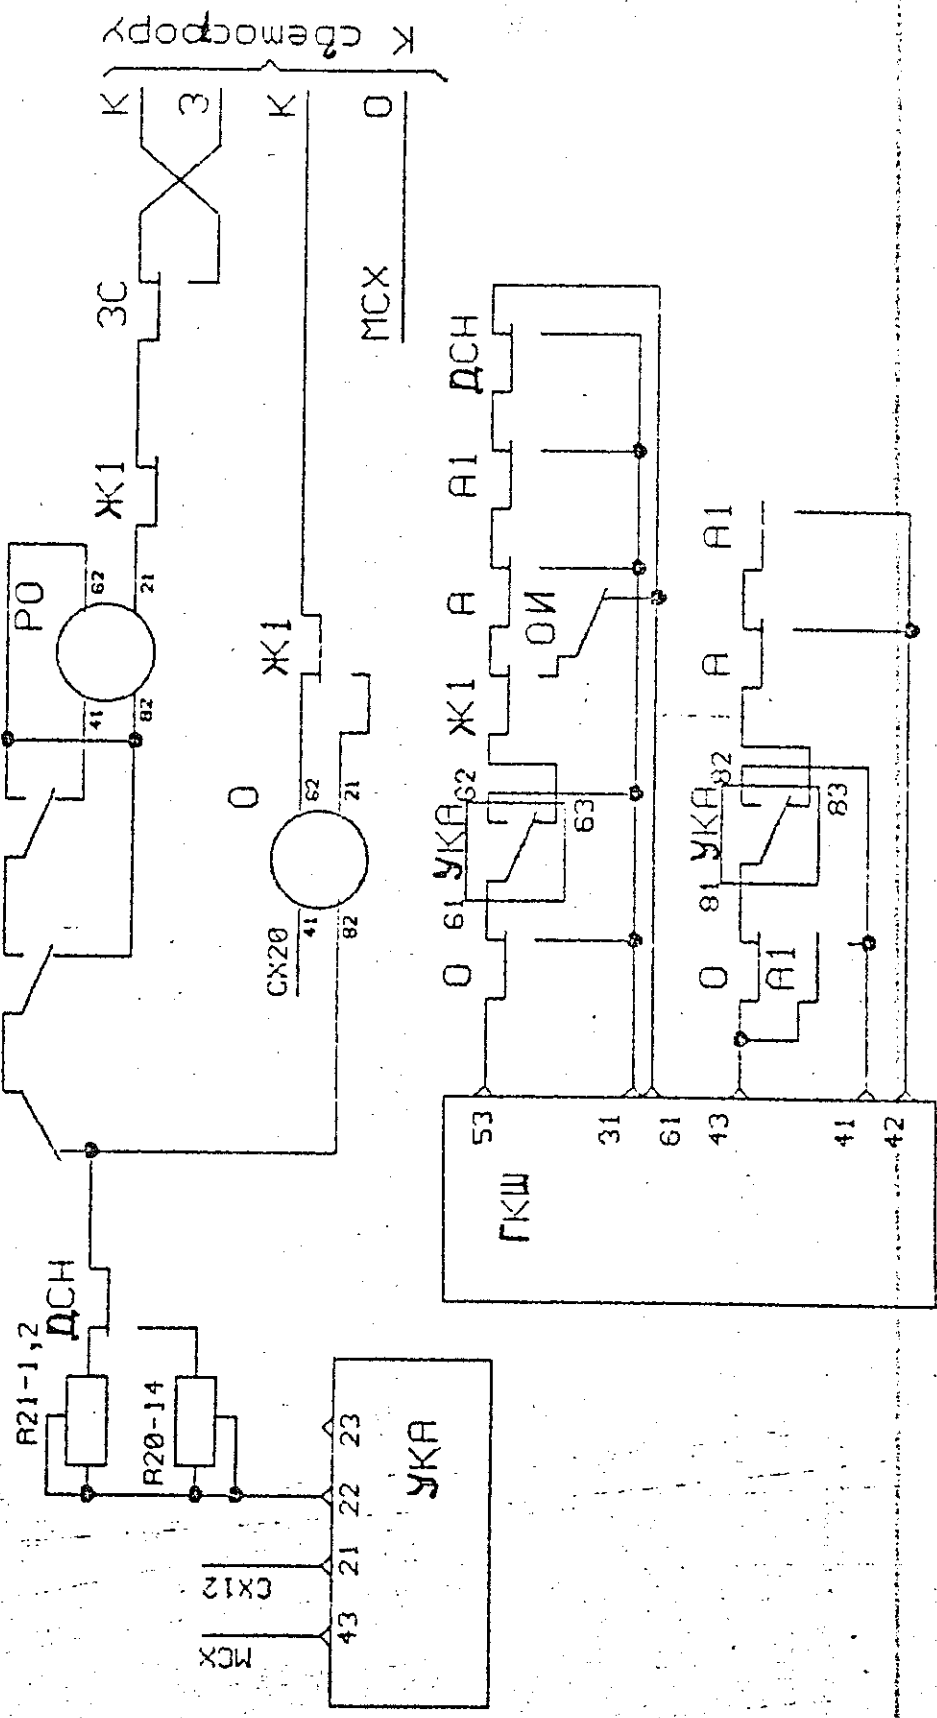 К светофору
К
З
К
О
ЗС
МСХ
Ж1
РО
62
21
41
82
Ж1
О
62
21
41
82
СХ20
ДСН
А1
А
ОИ
Ж1
УКА
62
63
61
О
А1
А
УКА
82
83
81
О
А1
53
31
61
43
41
42
ГКШ
ДСН
R21-1,2
R20-14
23
22
21
43
УКА
СХ12
МСХ